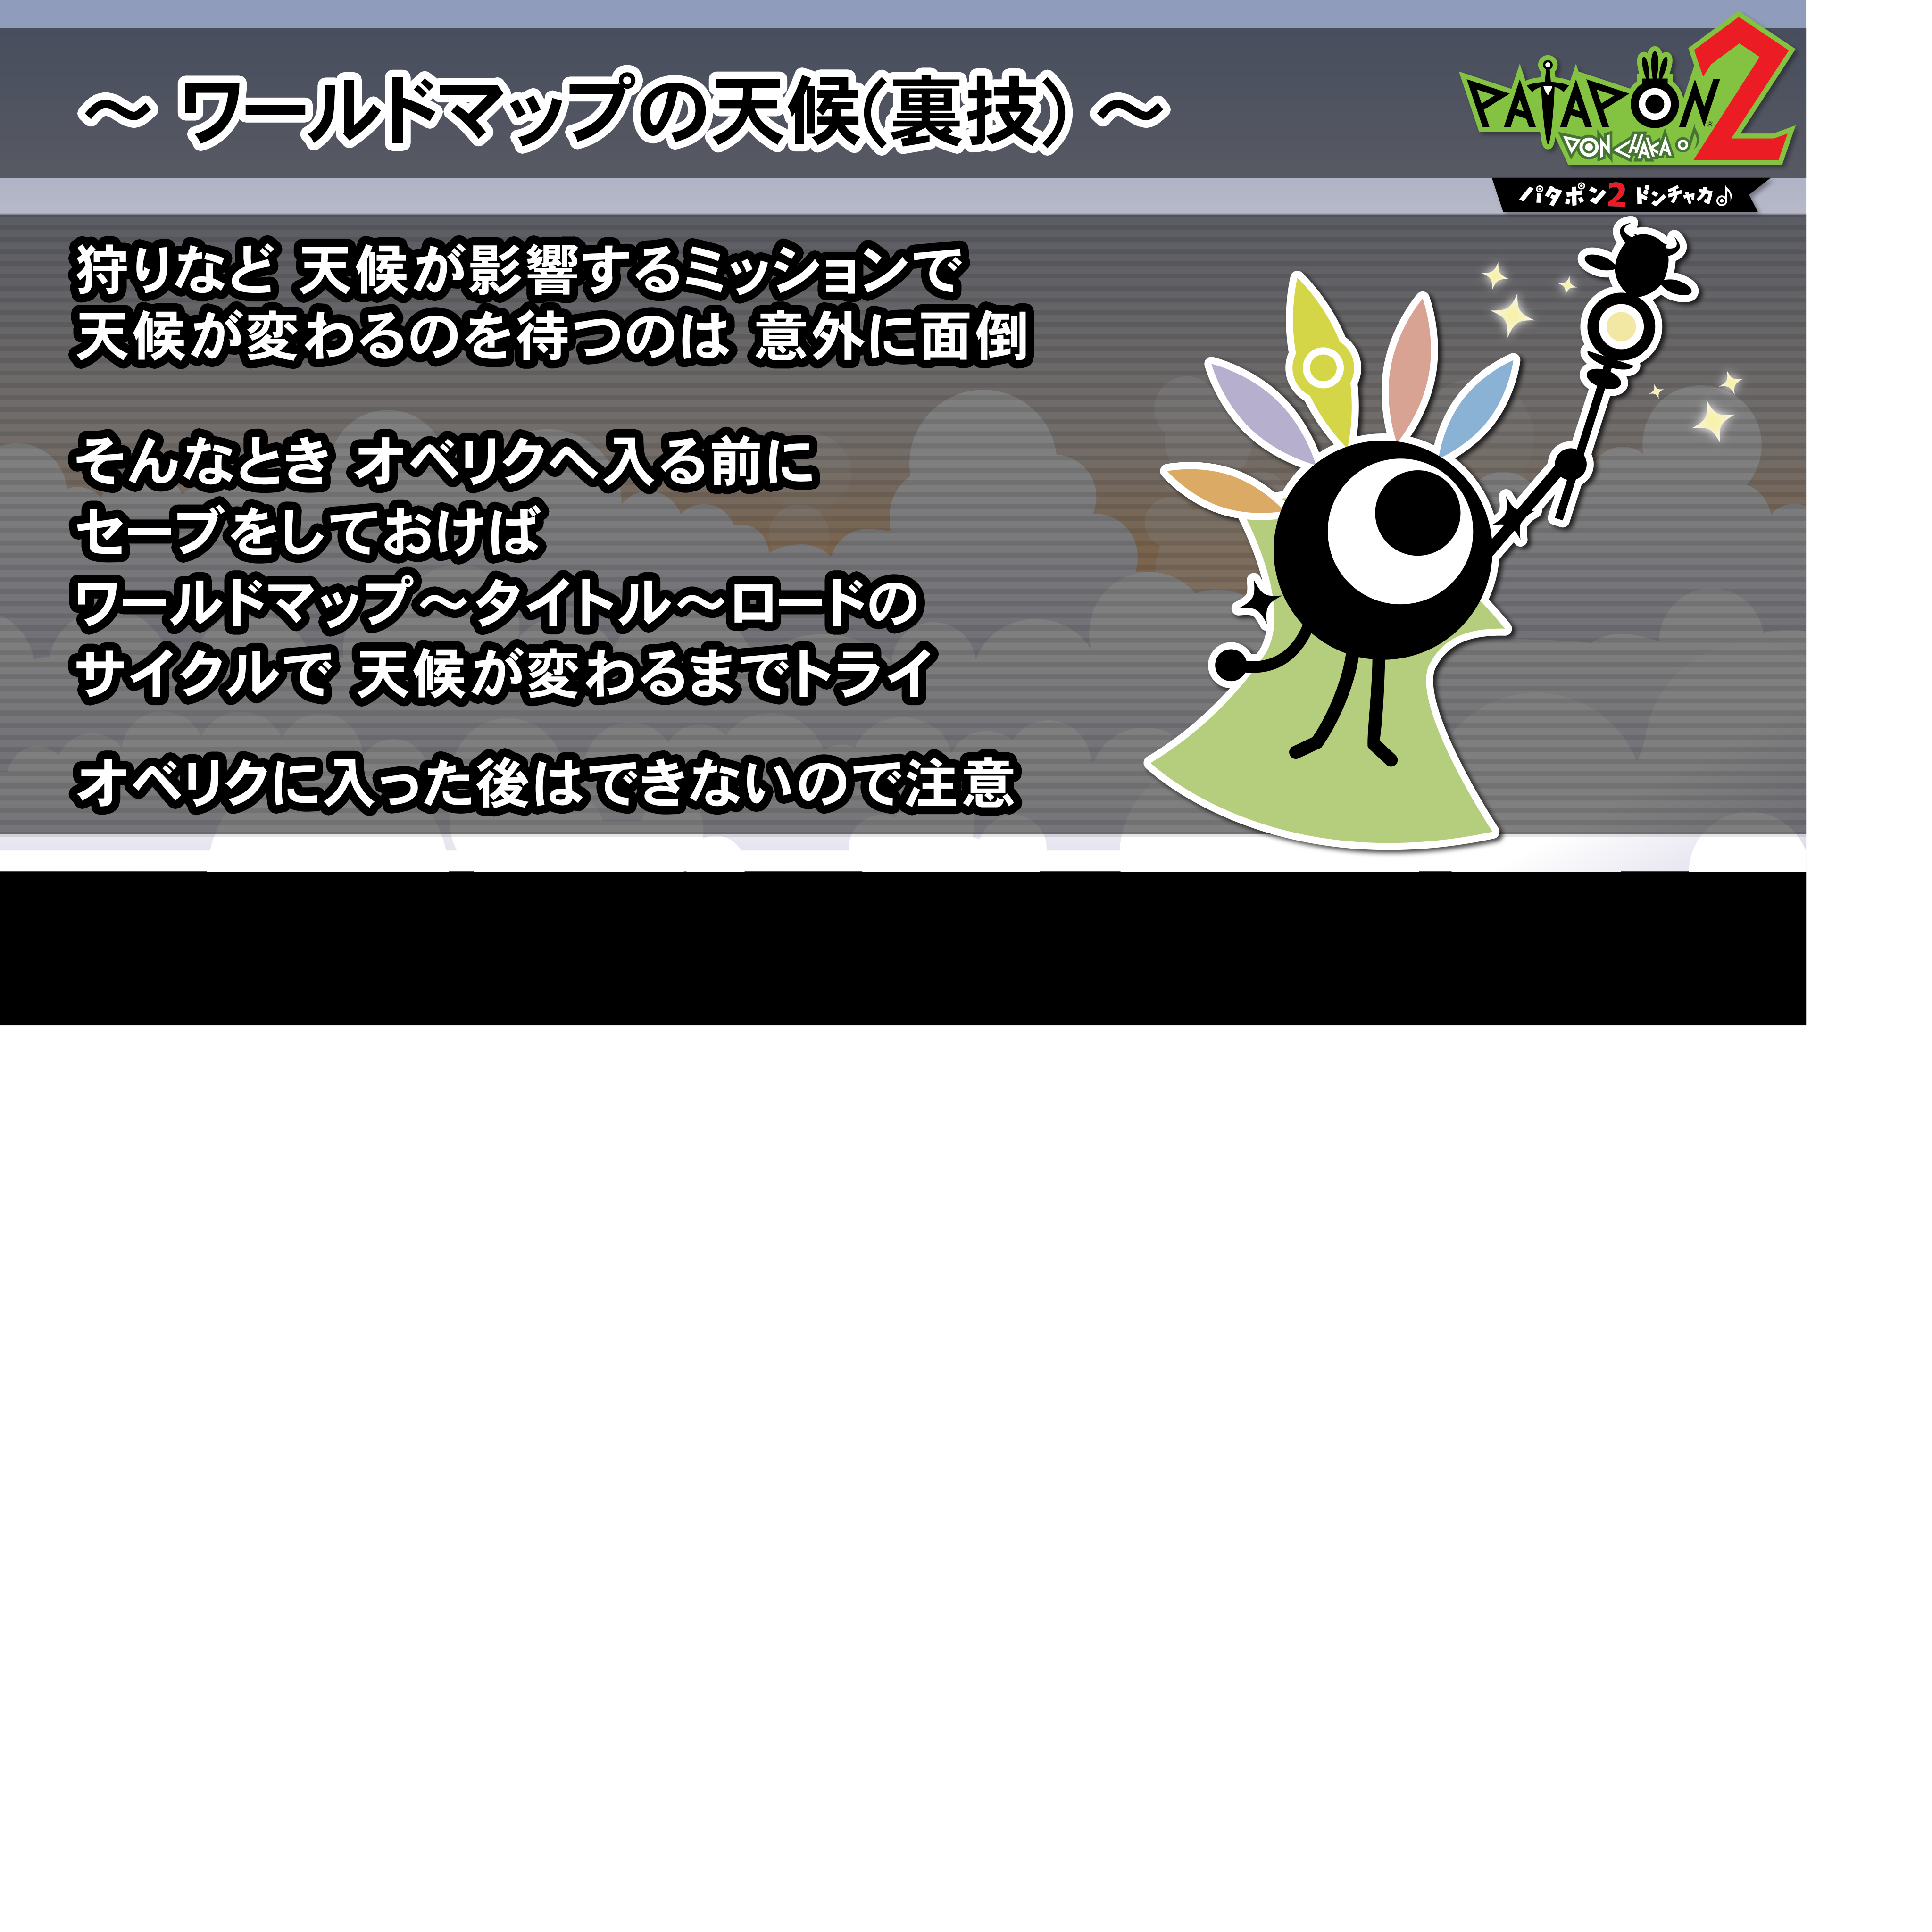 ～ ワールドマップの天候(裏技) ～
PATAPON2
DON CHAKA♪
パタポン2 ドンチャカ♪
狩りなど 天候が影響するミッションで
天候が変わるのを待つのは 意外に面倒
そんなとき オベリクへ入る前に
セーブをしておけば
ワールドマップ～タイトル～ロードの
サイクルで 天候が変わるまでトライ
オベリクに入った後はできないので注意